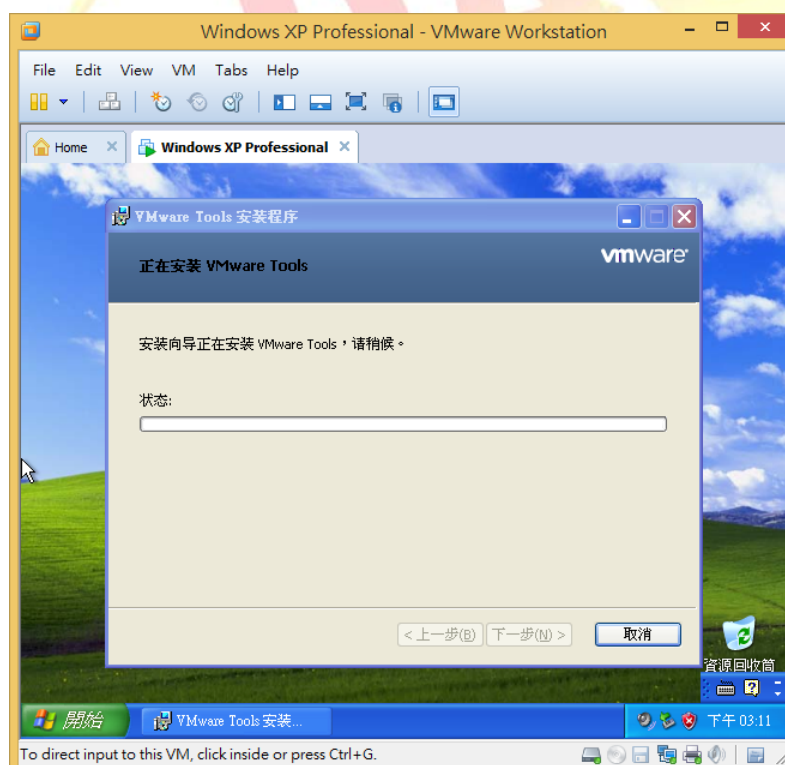 Windows XP Professional - VMware Workstation
File Edit View VM Tabs Help
Home
Windows XP Professional
VMware Tools 安装程序
正在安装 VMware Tools
vmware
安装向导正在安装 VMware Tools，请稍候。
状态:
<上一步(B) 下一步(N) > 取消
資源回收筒
開始 VMware Tools 安装... 下午 03:11
To direct input to this VM, click inside or press Ctrl+G.